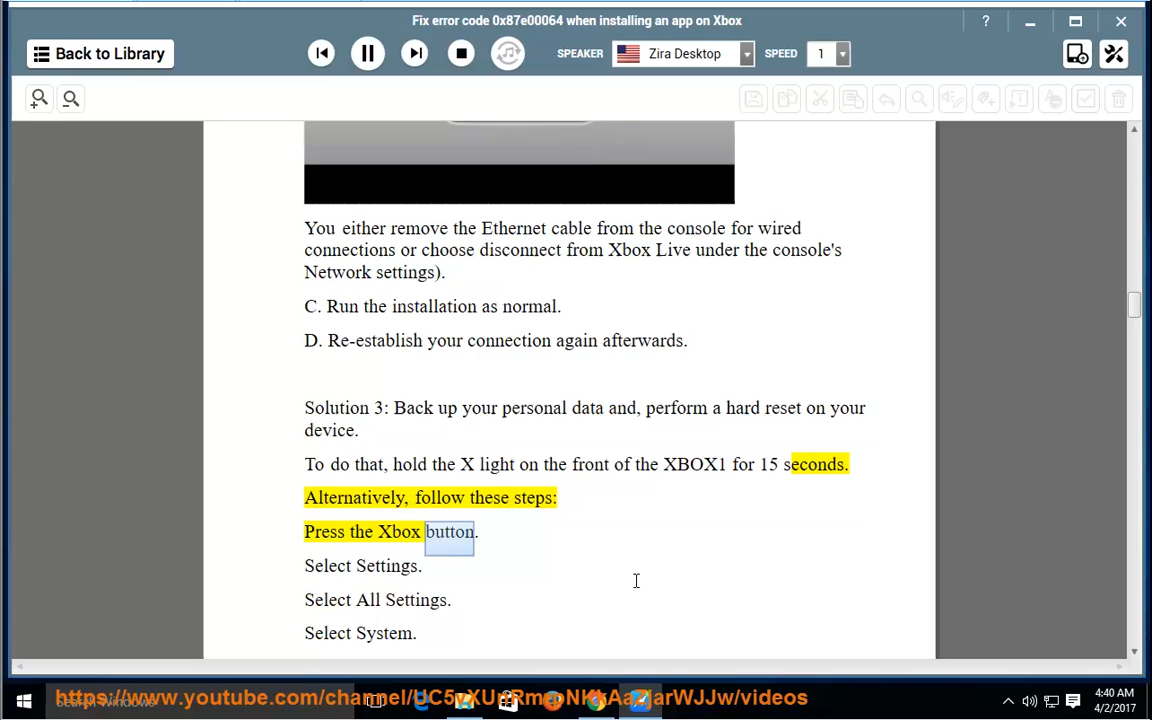 Fix error code 0x87e00064 when installing an app on Xbox
Back to Library
SPEAKER
Zira Desktop
SPEED
1
You either remove the Ethernet cable from the console for wired
connections or choose disconnect from Xbox Live under the console's
Network settings).
C. Run the installation as normal.
D. Re-establish your connection again afterwards.
Solution 3: Back up your personal data and, perform a hard reset on your
device.
To do that, hold the X light on the front of the XBOX1 for 15 seconds.
Alternatively, follow these steps:
Press the Xbox button.
Select Settings.
Select All Settings.
Select System.
4:40 AM
4/2/2017